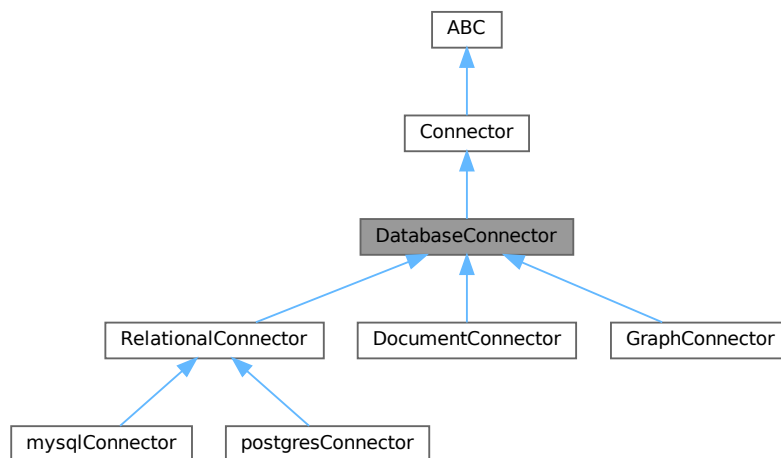 ABC
Connector
DatabaseConnector
RelationalConnector
DocumentConnector
GraphConnector
mysqlConnector
postgresConnector